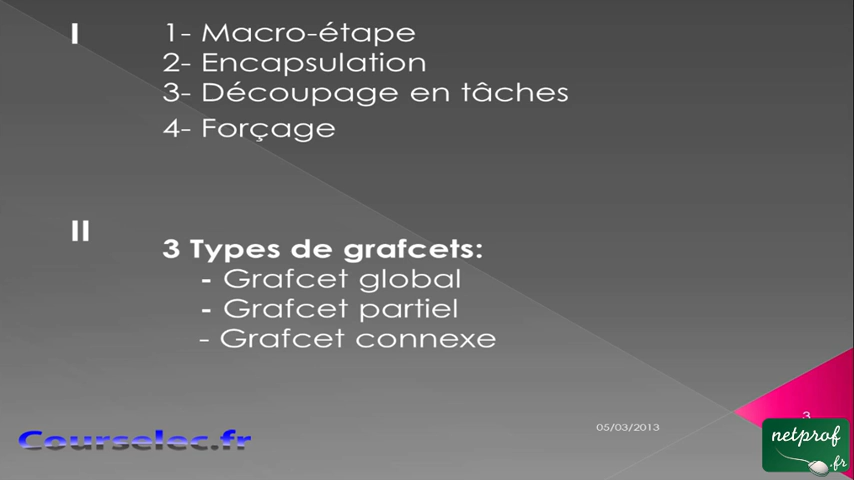 I
1- Macro-étape
2- Encapsulation
3- Découpage en tâches
4- Forçage
II
3 Types de grafcets:
- Grafcet global
- Grafcet partiel
- Grafcet connexe
05/03/2013
3
Courselec.fr
netprof
.fr